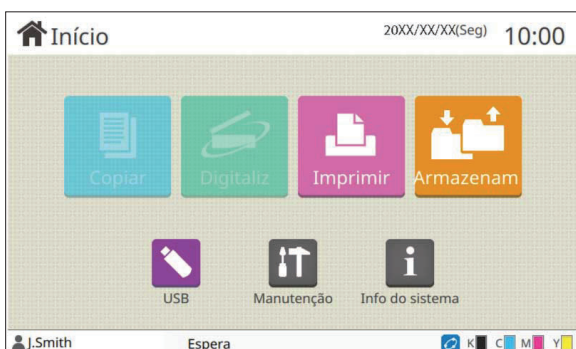 Início
20XX/XX/XX(Seg) 10:00
Copiar Digitaliz Imprimir Armazenam
USB Manutenção Info do sistema
J.Smith Espera K C M Y